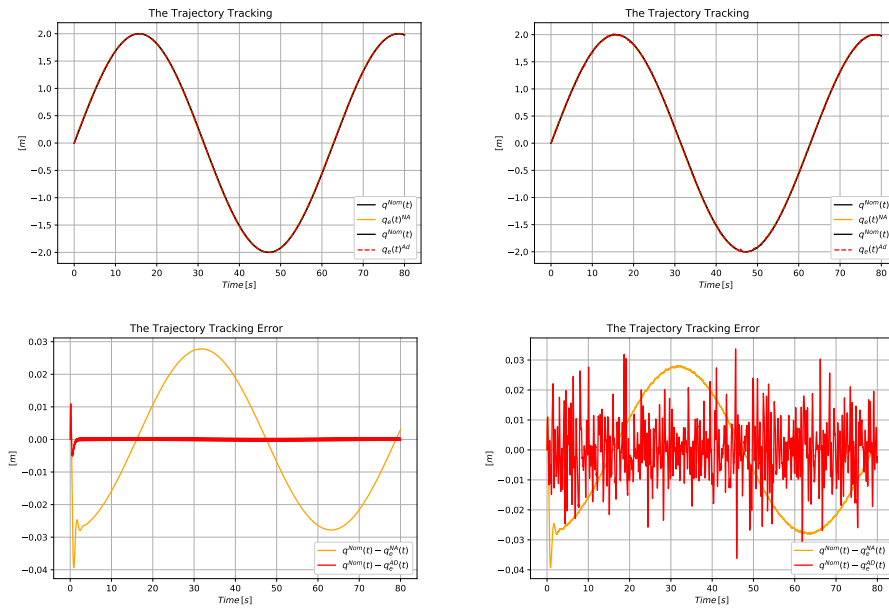 The Trajectory Tracking
[m]
2.0
1.5
1.0
0.5
0.0
−0.5
−1.0
−1.5
−2.0
0 10 20 30 40 50 60 70 80
Time [s]
q^Nom(t)
q_e(t)^NA
q^Nom(t)
q_e(t)^Ad
The Trajectory Tracking
[m]
2.0
1.5
1.0
0.5
0.0
−0.5
−1.0
−1.5
−2.0
0 10 20 30 40 50 60 70 80
Time [s]
q^Nom(t)
q_e(t)^NA
q^Nom(t)
q_e(t)^Ad
The Trajectory Tracking Error
[m]
0.03
0.02
0.01
0.00
−0.01
−0.02
−0.03
−0.04
0 10 20 30 40 50 60 70 80
Time [s]
q^Nom(t) − q_e^NA(t)
q^Nom(t) − q_e^AD(t)
The Trajectory Tracking Error
[m]
0.03
0.02
0.01
0.00
−0.01
−0.02
−0.03
−0.04
0 10 20 30 40 50 60 70 80
Time [s]
q^Nom(t) − q_e^NA(t)
q^Nom(t) − q_e^AD(t)